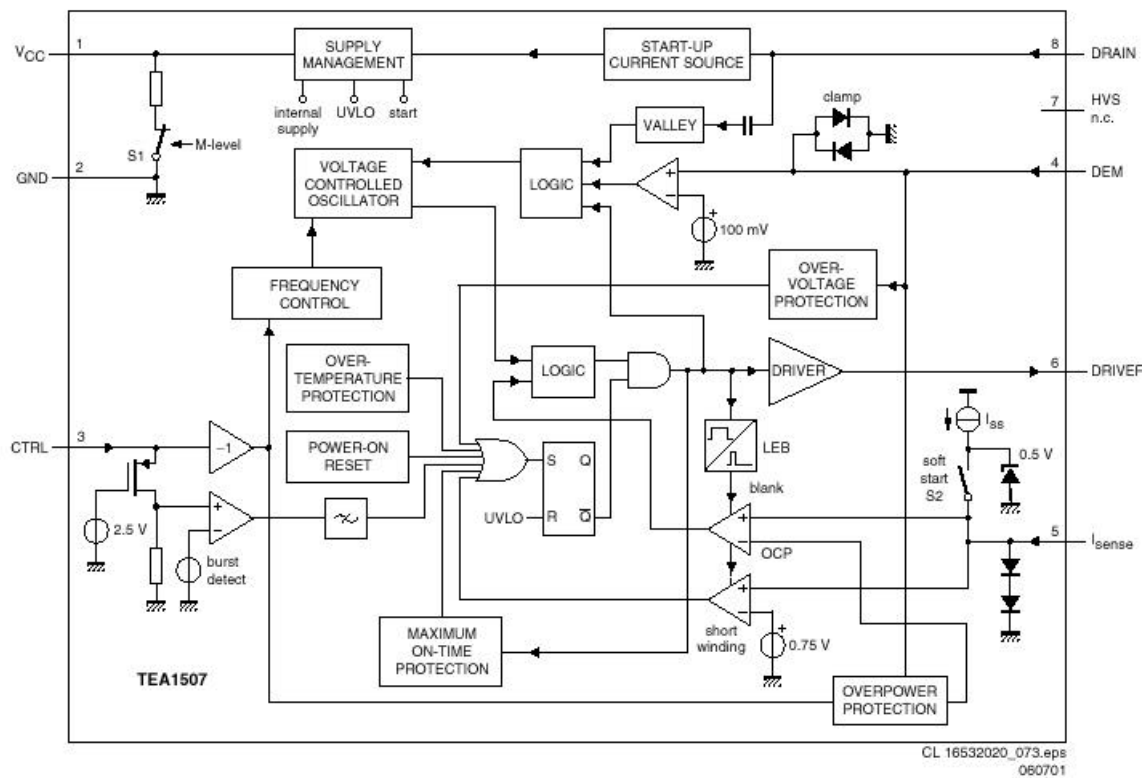 1
VCC
SUPPLY
MANAGEMENT
START-UP
CURRENT SOURCE
8
DRAIN
internal
supply
UVLO
start
VALLEY
clamp
7
HVS
n.c.
S1
M-level
2
GND
VOLTAGE
CONTROLLED
OSCILLATOR
LOGIC
+
−
4
DEM
+
100 mV
FREQUENCY
CONTROL
OVER-
VOLTAGE
PROTECTION
OVER-
TEMPERATURE
PROTECTION
LOGIC
DRIVER
6
DRIVER
3
CTRL
−1
POWER-ON
RESET
S
Q
R
Q
UVLO
LEB
blank
Iss
0.5 V
soft
start
S2
2.5 V
+
−
burst
detect
+
−
OCP
5
Isense
+
−
short
winding
+
0.75 V
MAXIMUM
ON-TIME
PROTECTION
TEA1507
OVERPOWER
PROTECTION
CL 16532020_073.eps
060701